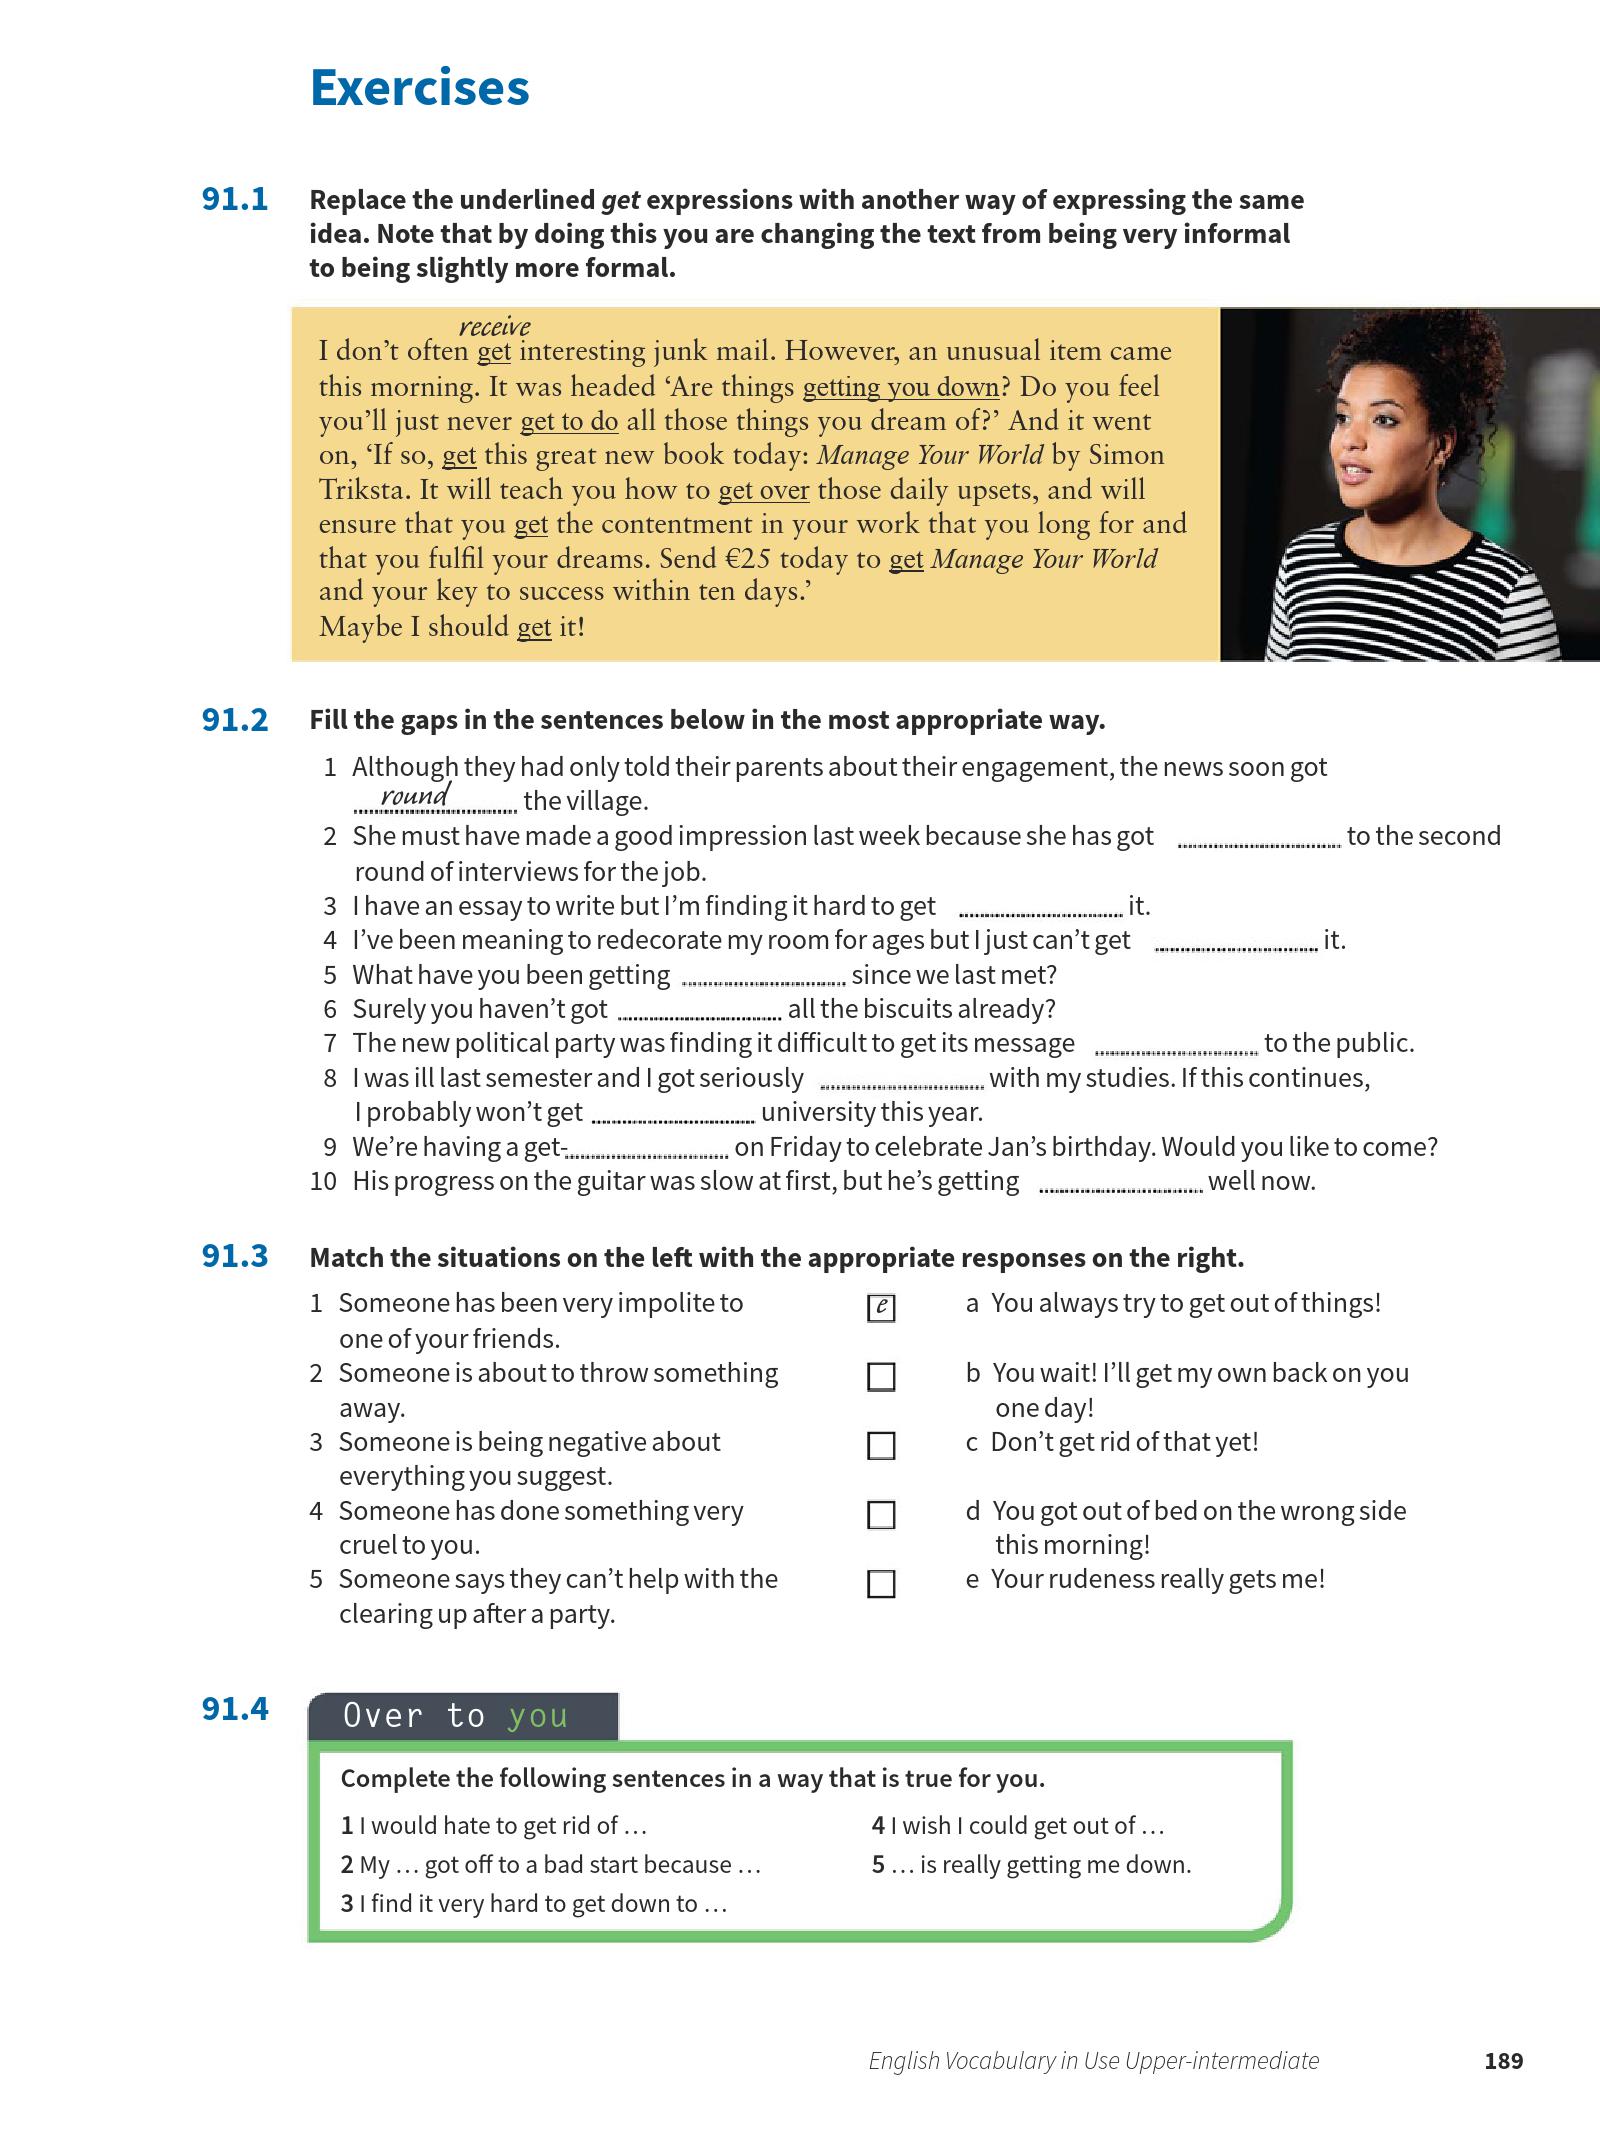 Exercises
91.1 Replace the underlined get expressions with another way of expressing the same
idea. Note that by doing this you are changing the text from being very informal
to being slightly more formal.
receive
I don’t often get interesting junk mail. However, an unusual item came
this morning. It was headed ‘Are things getting you down? Do you feel
you’ll just never get to do all those things you dream of?’ And it went
on, ‘If so, get this great new book today: Manage Your World by Simon
Triksta. It will teach you how to get over those daily upsets, and will
ensure that you get the contentment in your work that you long for and
that you fulfil your dreams. Send €25 today to get Manage Your World
and your key to success within ten days.’
Maybe I should get it!
91.2 Fill the gaps in the sentences below in the most appropriate way.
1 Although they had only told their parents about their engagement, the news soon got
round the village.
2 She must have made a good impression last week because she has got ........................ to the second
round of interviews for the job.
3 I have an essay to write but I’m finding it hard to get ........................ it.
4 I’ve been meaning to redecorate my room for ages but I just can’t get ........................ it.
5 What have you been getting ........................ since we last met?
6 Surely you haven’t got ........................ all the biscuits already?
7 The new political party was finding it difficult to get its message ........................ to the public.
8 I was ill last semester and I got seriously ........................ with my studies. If this continues,
I probably won’t get ........................ university this year.
9 We’re having a get-........................ on Friday to celebrate Jan’s birthday. Would you like to come?
10 His progress on the guitar was slow at first, but he’s getting ........................ well now.
91.3 Match the situations on the left with the appropriate responses on the right.
1 Someone has been very impolite to e a You always try to get out of things!
one of your friends.
2 Someone is about to throw something b You wait! I’ll get my own back on you
away. one day!
3 Someone is being negative about c Don’t get rid of that yet!
everything you suggest.
4 Someone has done something very d You got out of bed on the wrong side
cruel to you. this morning!
5 Someone says they can’t help with the e Your rudeness really gets me!
clearing up after a party.
91.4 Over to you
Complete the following sentences in a way that is true for you.
1 I would hate to get rid of … 4 I wish I could get out of …
2 My … got off to a bad start because … 5 … is really getting me down.
3 I find it very hard to get down to …
English Vocabulary in Use Upper-intermediate 189